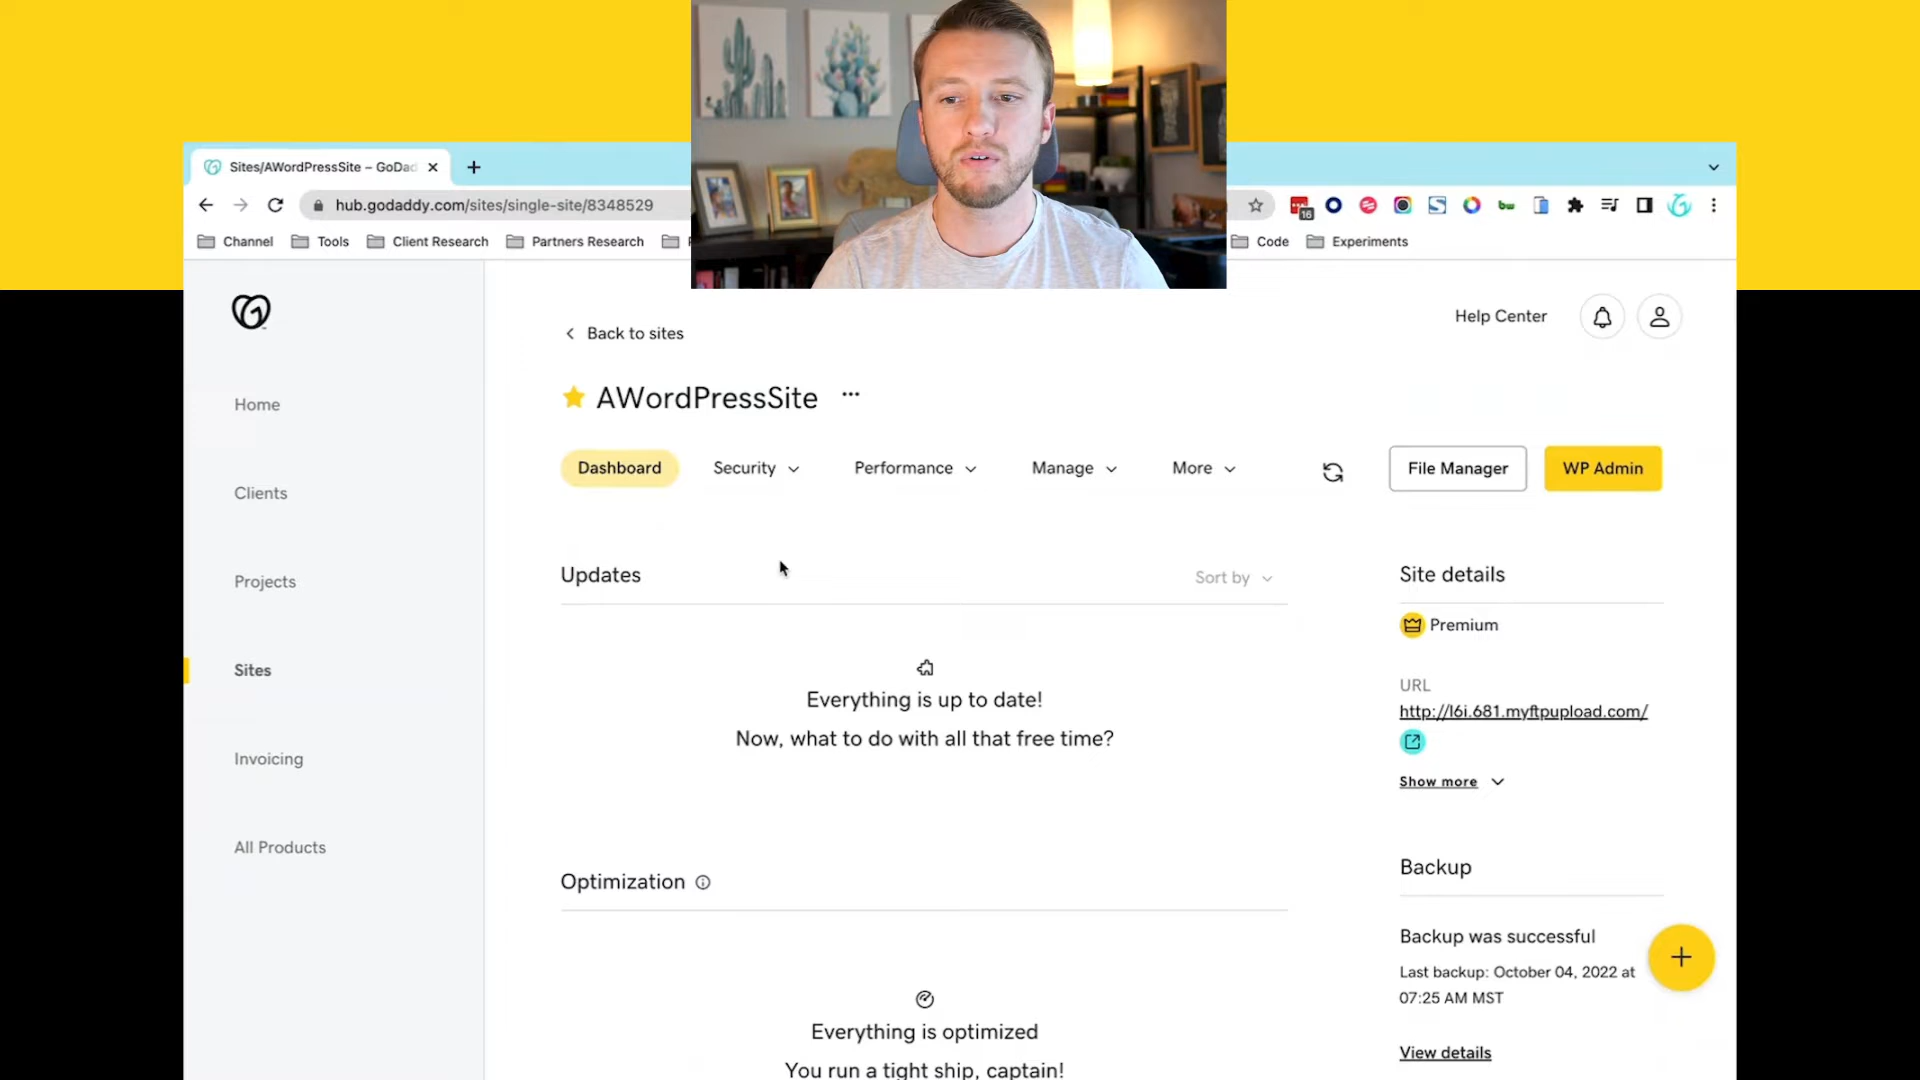 Sites/AWordPressSite – GoDad
hub.godaddy.com/sites/single-site/8348529
16
Channel
Tools
Client Research
Partners Research
Code
Experiments
Help Center
Back to sites
AWordPressSite
Home
Clients
Projects
Sites
Invoicing
All Products
Dashboard
Security
Performance
Manage
More
File Manager
WP Admin
Updates
Sort by
Everything is up to date!
Now, what to do with all that free time?
Optimization
Everything is optimized
You run a tight ship, captain!
Site details
Premium
URL
http://l6i.681.myftpupload.com/
Show more
Backup
Backup was successful
Last backup: October 04, 2022 at
07:25 AM MST
View details